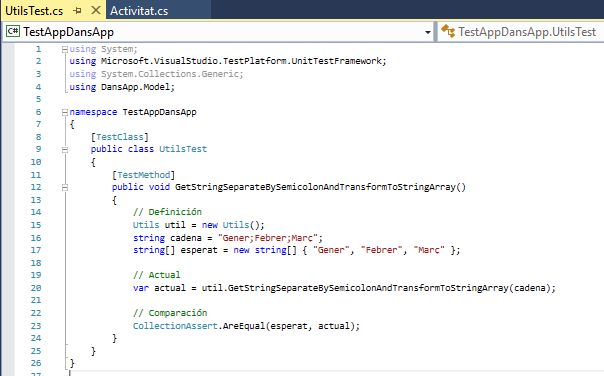 UtilsTest.cs Activitat.cs
C# TestAppDansApp TestAppDansApp.UtilsTest
1 using System;
2 using Microsoft.VisualStudio.TestPlatform.UnitTestFramework;
3 using System.Collections.Generic;
4 using DansApp.Model;
5
6 namespace TestAppDansApp
7 {
8 [TestClass]
9 public class UtilsTest
10 {
11 [TestMethod]
12 public void GetStringSeparateBySemicolonAndTransformToStringArray()
13 {
14 // Definición
15 Utils util = new Utils();
16 string cadena = "Gener;Febrer;Març";
17 string[] esperat = new string[] { "Gener", "Febrer", "Març" };
18
19 // Actual
20 var actual = util.GetStringSeparateBySemicolonAndTransformToStringArray(cadena);
21
22 // Comparación
23 CollectionAssert.AreEqual(esperat, actual);
24 }
25 }
26 }
27